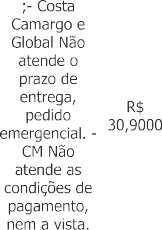 ;- Costa
Camargo e
Global Não
atende o
prazo de
entrega,
pedido
emergencial. -
CM Não
atende as
condições de
pagamento,
nem a vista.
R$
30,9000